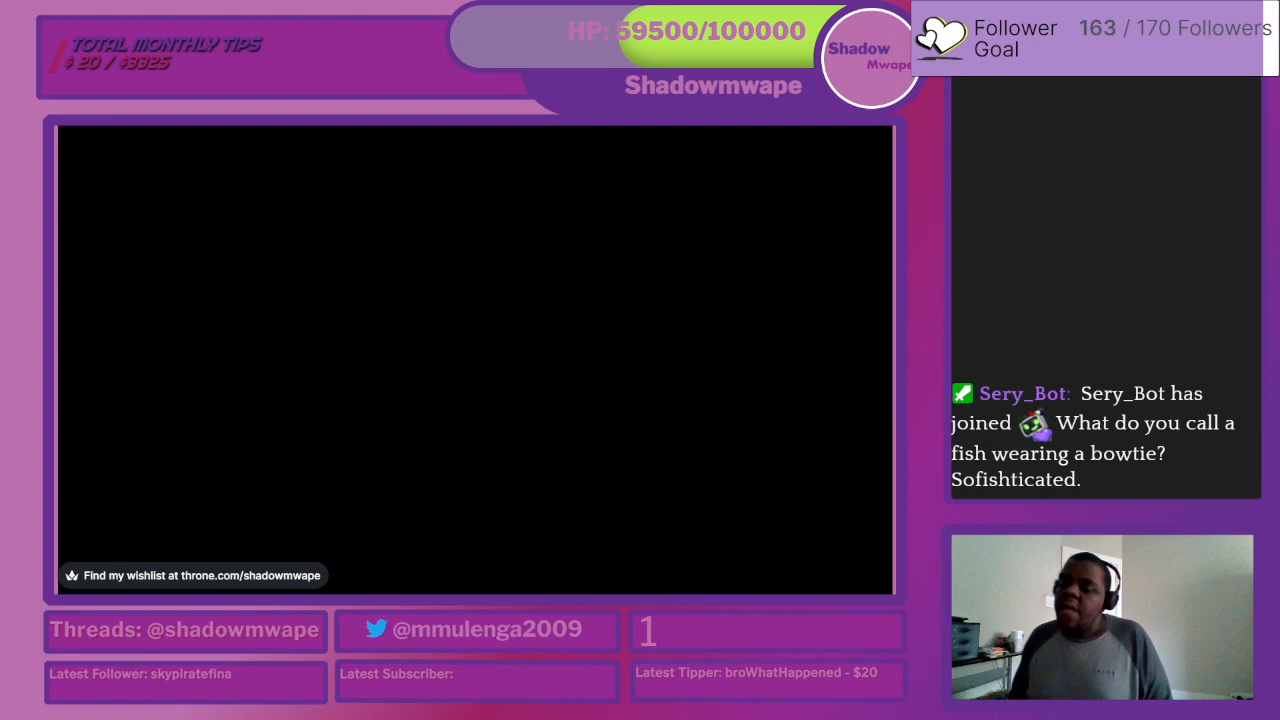 TOTAL MONTHLY TIPS
$ 20 / $3325
HP: 59500/100000
Shadowmwape
Shadow
Mwape
Follower Goal
163 / 170 Followers
Sery_Bot: Sery_Bot has
joined What do you call a
fish wearing a bowtie?
Sofishticated.
Find my wishlist at throne.com/shadowmwape
Threads: @shadowmwape
@mmulenga2009
1
Latest Follower: skypiratefina
Latest Subscriber:
Latest Tipper: broWhatHappened - $20